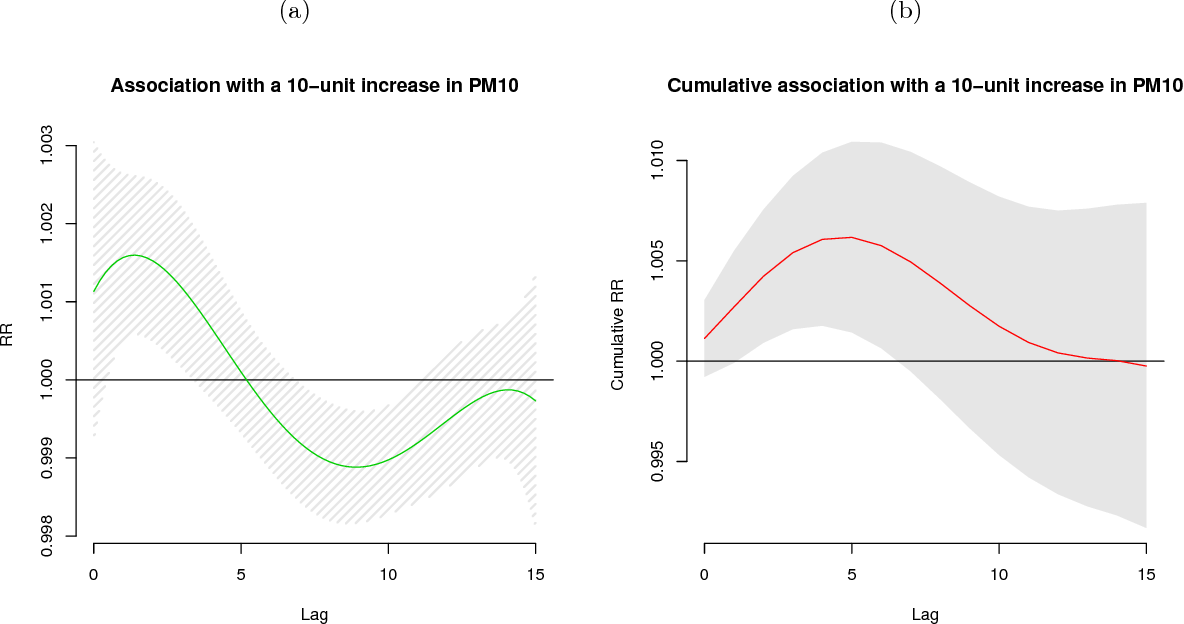 (a)
Association with a 10−unit increase in PM10
RR
1.003
1.002
1.001
1.000
0.999
0.998
0 5 10 15
Lag
(b)
Cumulative association with a 10−unit increase in PM10
Cumulative RR
1.010
1.005
1.000
0.995
0 5 10 15
Lag